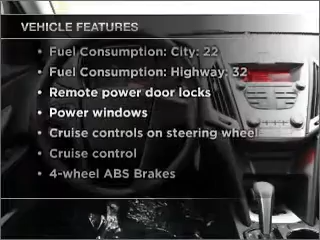 VEHICLE FEATURES
• Fuel Consumption: City: 22
• Fuel Consumption: Highway: 32
• Remote power door locks
• Power windows
• Cruise controls on steering wheel
• Cruise control
• 4-wheel ABS Brakes